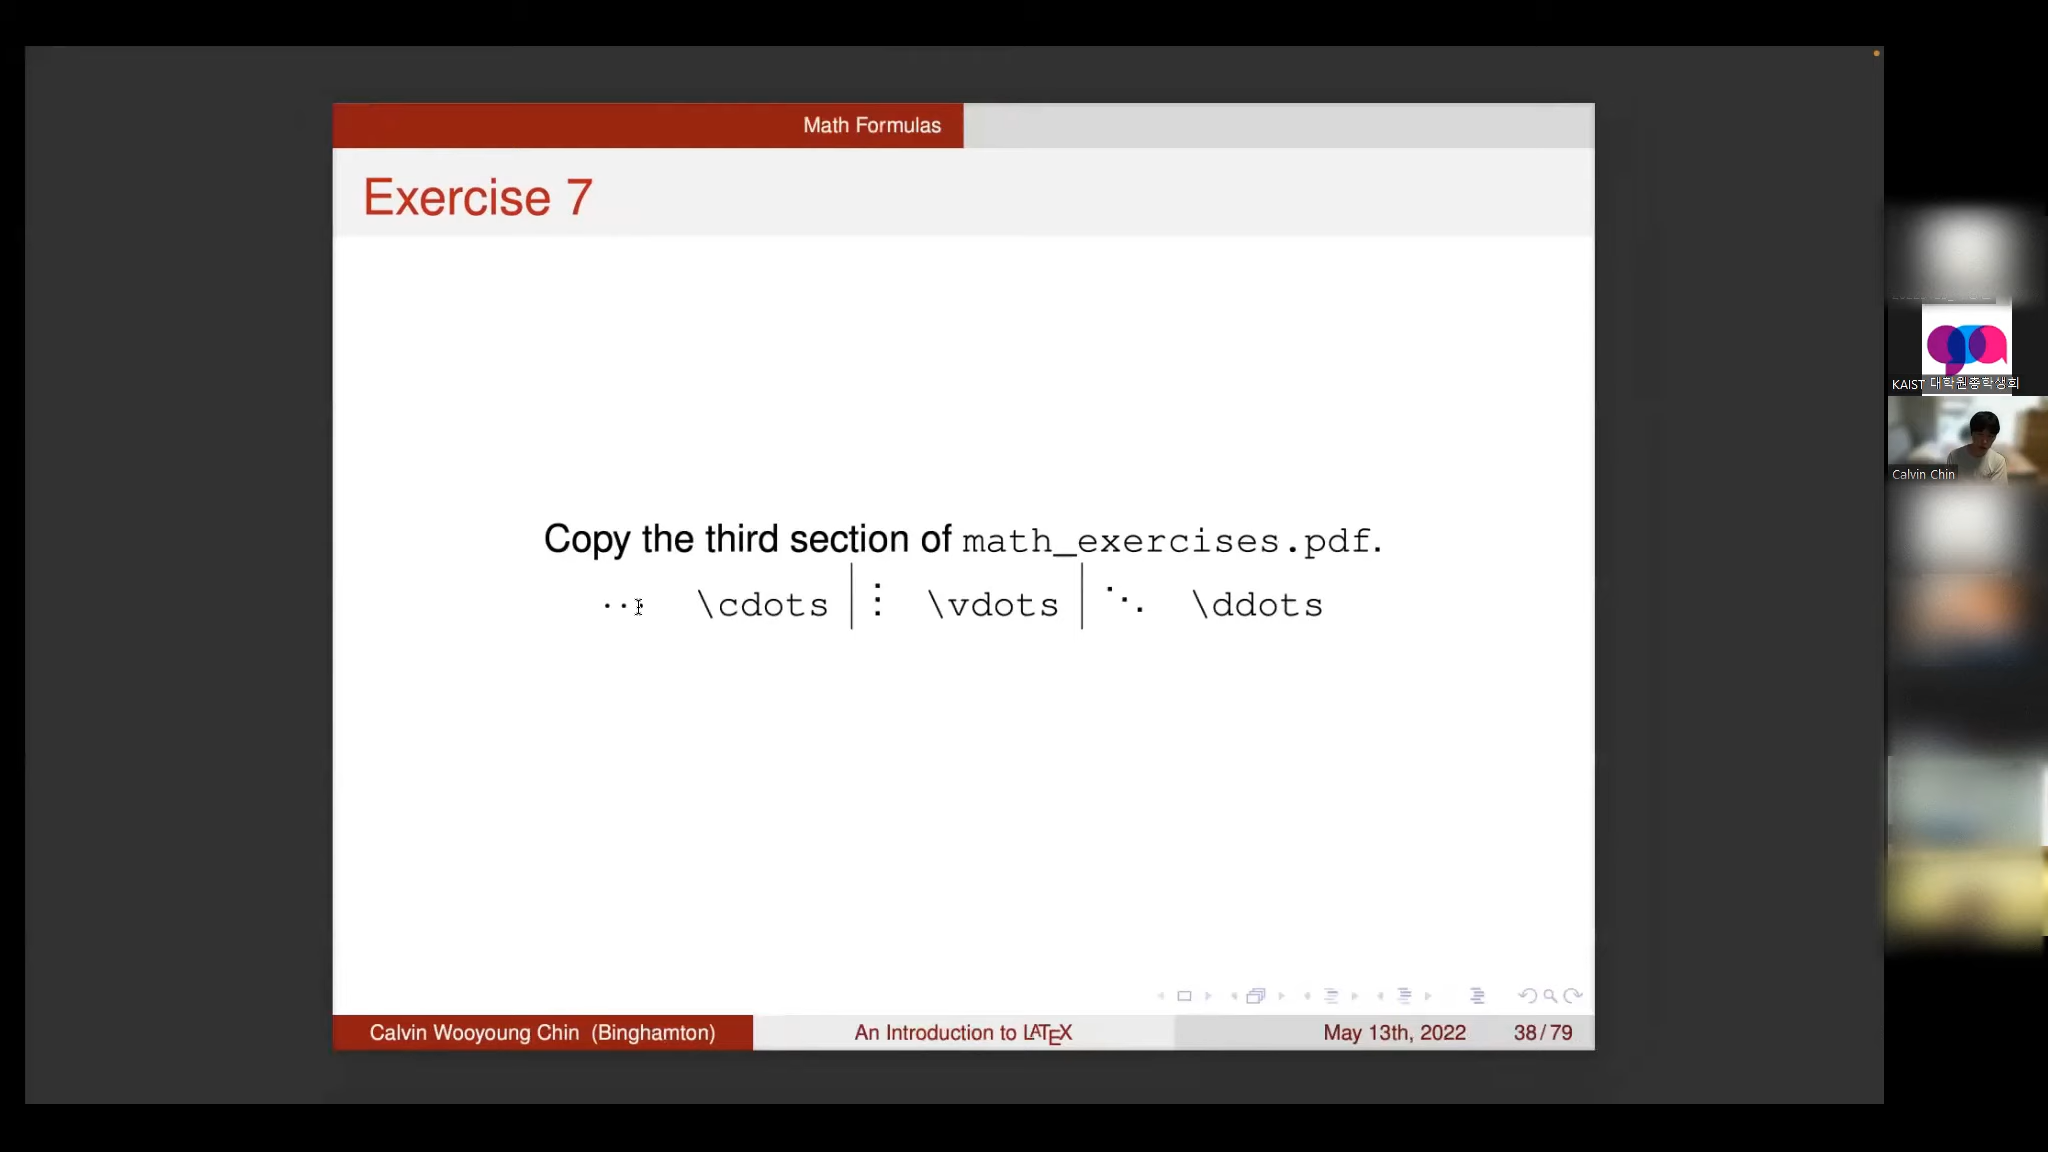 Math Formulas
Exercise 7
Copy the third section of math_exercises.pdf.
⋯ \cdots | ⋮ \vdots | ⋱ \ddots
Calvin Wooyoung Chin (Binghamton) An Introduction to LATEX May 13th, 2022 38 / 79
KAIST 대학원총학생회
Calvin Chin